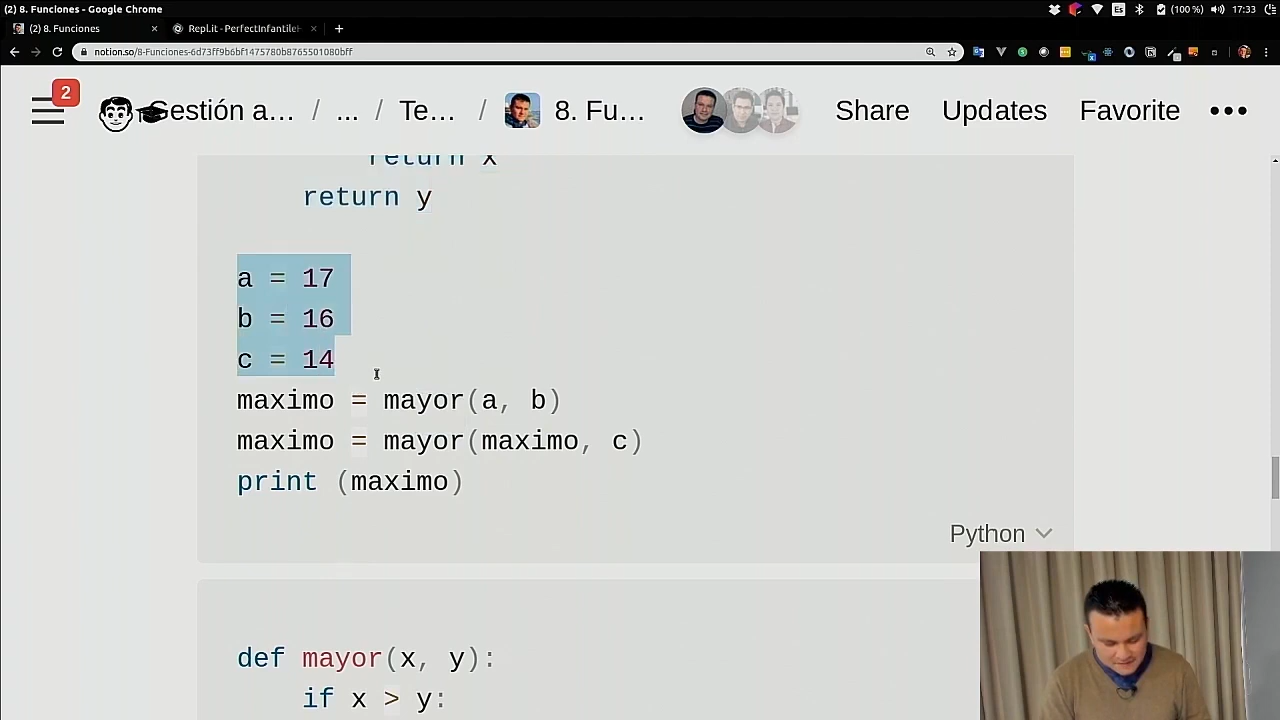 (2) 8. Funciones - Google Chrome
Es
(100 %)
17:33
(2) 8. Funciones
Repl.it - PerfectInfantileH
notion.so/8-Funciones-6d73ff9b6bf1475780b8765501080bff
2
Gestión a... / ... / Te... / 8. Fu...
Share Updates Favorite
return x
return y
a = 17
b = 16
c = 14
maximo = mayor(a, b)
maximo = mayor(maximo, c)
print (maximo)
Python
def mayor(x, y):
if x > y: